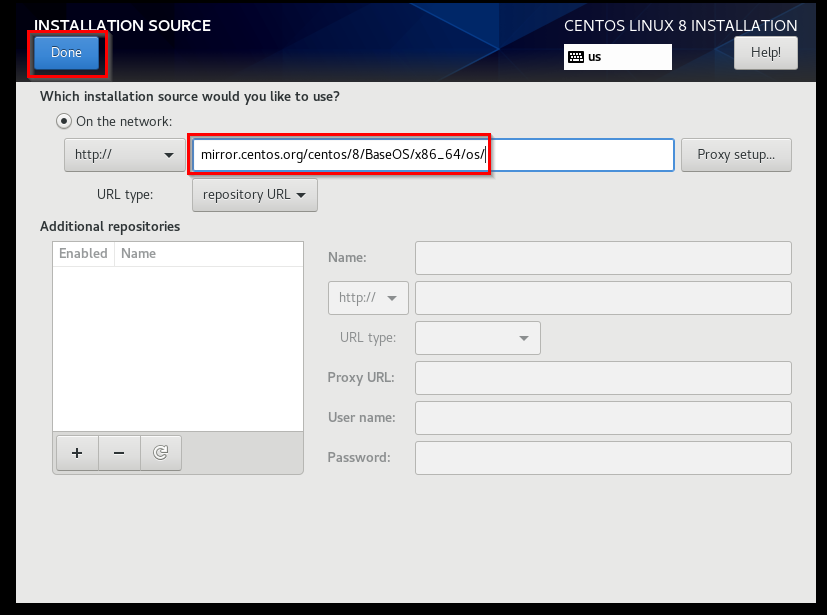 INSTALLATION SOURCE
CENTOS LINUX 8 INSTALLATION
Done
us
Help!
Which installation source would you like to use?
On the network:
http://
mirror.centos.org/centos/8/BaseOS/x86_64/os/
Proxy setup...
URL type:
repository URL
Additional repositories
Enabled Name
Name:
http://
URL type:
Proxy URL:
User name:
Password: